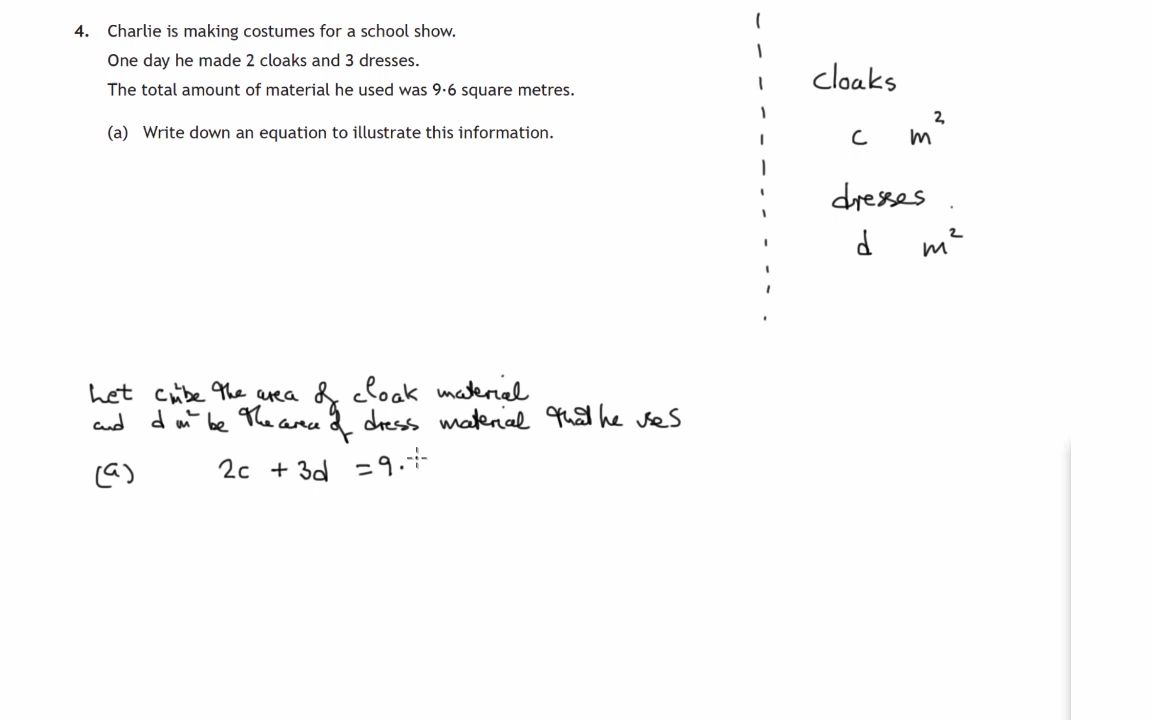 4. Charlie is making costumes for a school show.
One day he made 2 cloaks and 3 dresses.
The total amount of material he used was 9·6 square metres.
(a) Write down an equation to illustrate this information.
cloaks
c m²
dresses .
d m²
Let c m² be the area of cloak material
and d m² be the area of dress material that he uses
(a) 2c + 3d = 9.